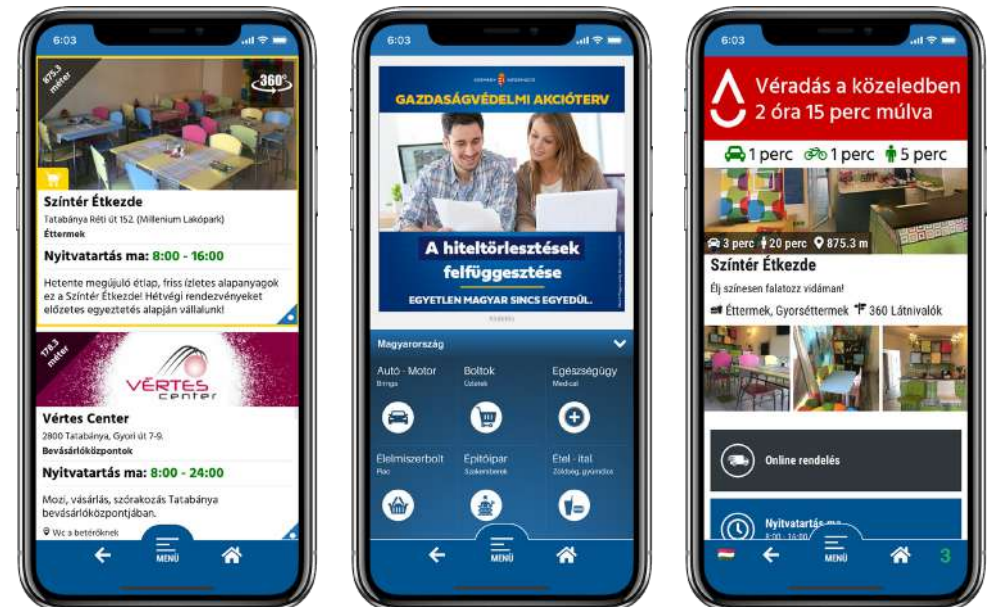 6:03
875.3
méter
360°
Színtér Étkezde
Tatabánya Réti út 152. (Millenium Lakópark)
Éttermek
Nyitvatartás ma: 8:00 - 16:00
Hetente megújuló étlap, friss ízletes alapanyagok
ez a Színtér Étkezde! Hétvégi rendezvényeket
előzetes egyeztetés alapján vállalunk!
178.3
méter
VÉRTES
center
Vértes Center
2800 Tatabánya, Gyori út 7-9.
Bevásárlóközpontok
Nyitvatartás ma: 8:00 - 24:00
Mozi, vásárlás, szórakozás Tatabánya
bevásárlóközpontjában.
Wc a betérőknek
MENÜ
6:03
GAZDASÁGVÉDELMI AKCIÓTERV
A hiteltörlesztések
felfüggesztése
EGYETLEN MAGYAR SINCS EGYEDÜL.
Magyarország
Autó - Motor Boltok Egészségügy
Bringa Üzletek Medical
Élelmiszerbolt Építőipar Étel - ital
Piac Szakemberek Zöldség, gyümölcs
MENÜ
6:03
Véradás a közeledben
2 óra 15 perc múlva
1 perc 1 perc 5 perc
3 perc 20 perc 875.3 m
Színtér Étkezde
Élj színesen falatozz vidáman!
Éttermek, Gyorséttermek 360 Látnivalók
Online rendelés
Nyitvatartás ma
8:00 - 16:00
MENÜ
3